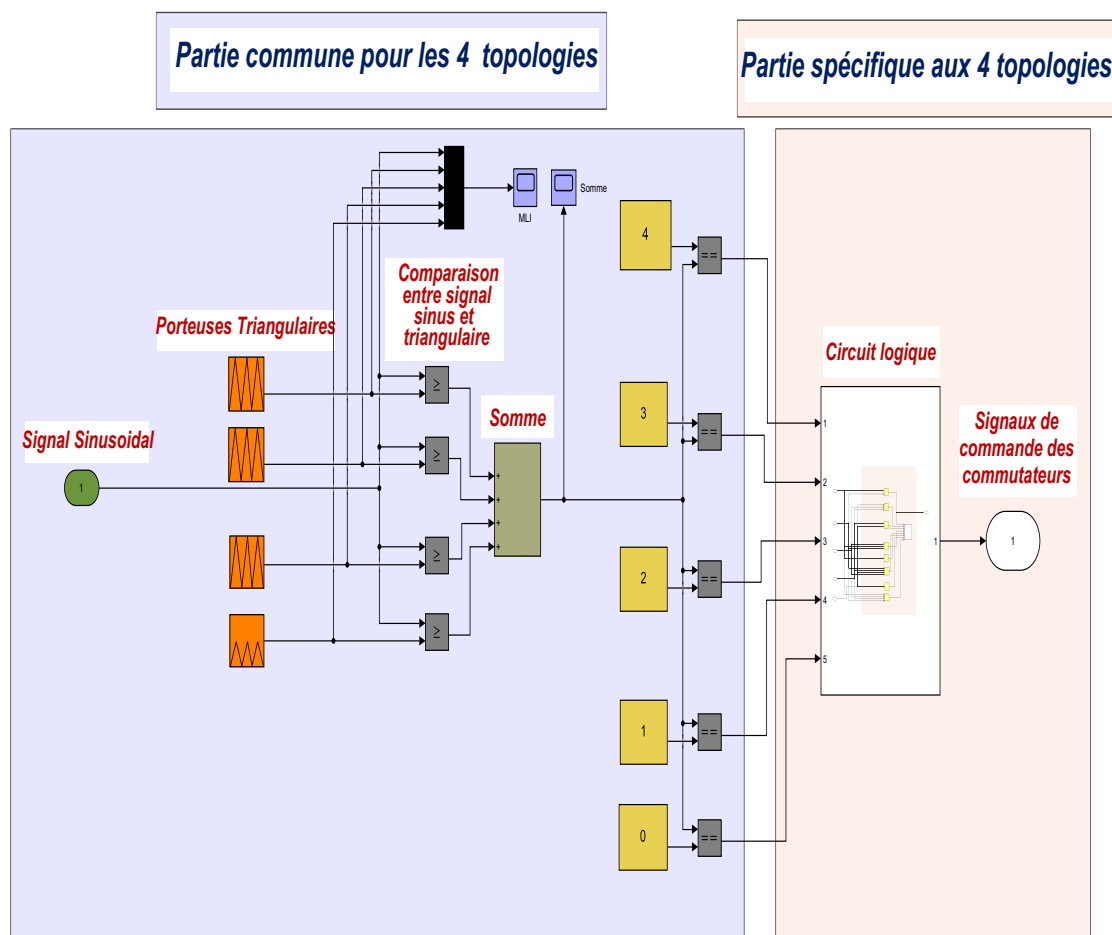 Partie commune pour les 4 topologies
Partie spécifique aux 4 topologies
MLI
Somme
Comparaison
entre signal
sinus et
triangulaire
Porteuses Triangulaires
Signal Sinusoidal
1
≥
≥
≥
≥
Somme
+
+
+
+
4
==
3
==
2
==
1
==
0
==
Circuit logique
1
2
3
4
5
1
Signaux de
commande des
commutateurs
1